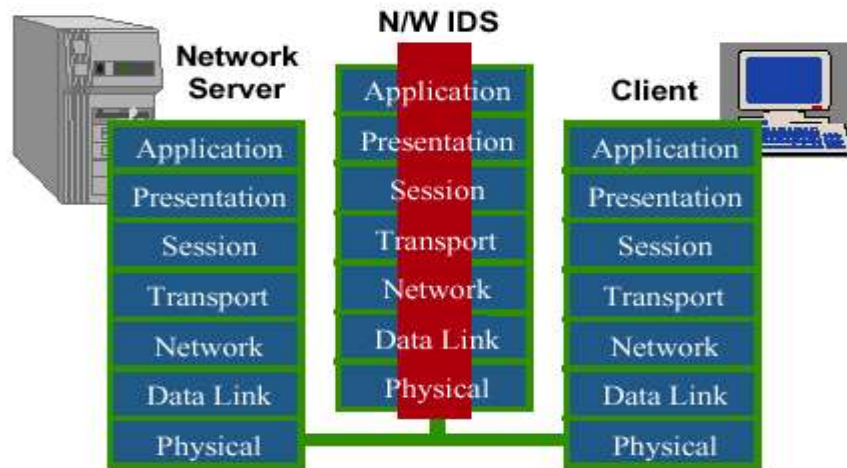 N/W IDS
Network
Server
Client
Application
Presentation
Session
Transport
Network
Data Link
Physical
Application
Presentation
Session
Transport
Network
Data Link
Physical
Application
Presentation
Session
Transport
Network
Data Link
Physical